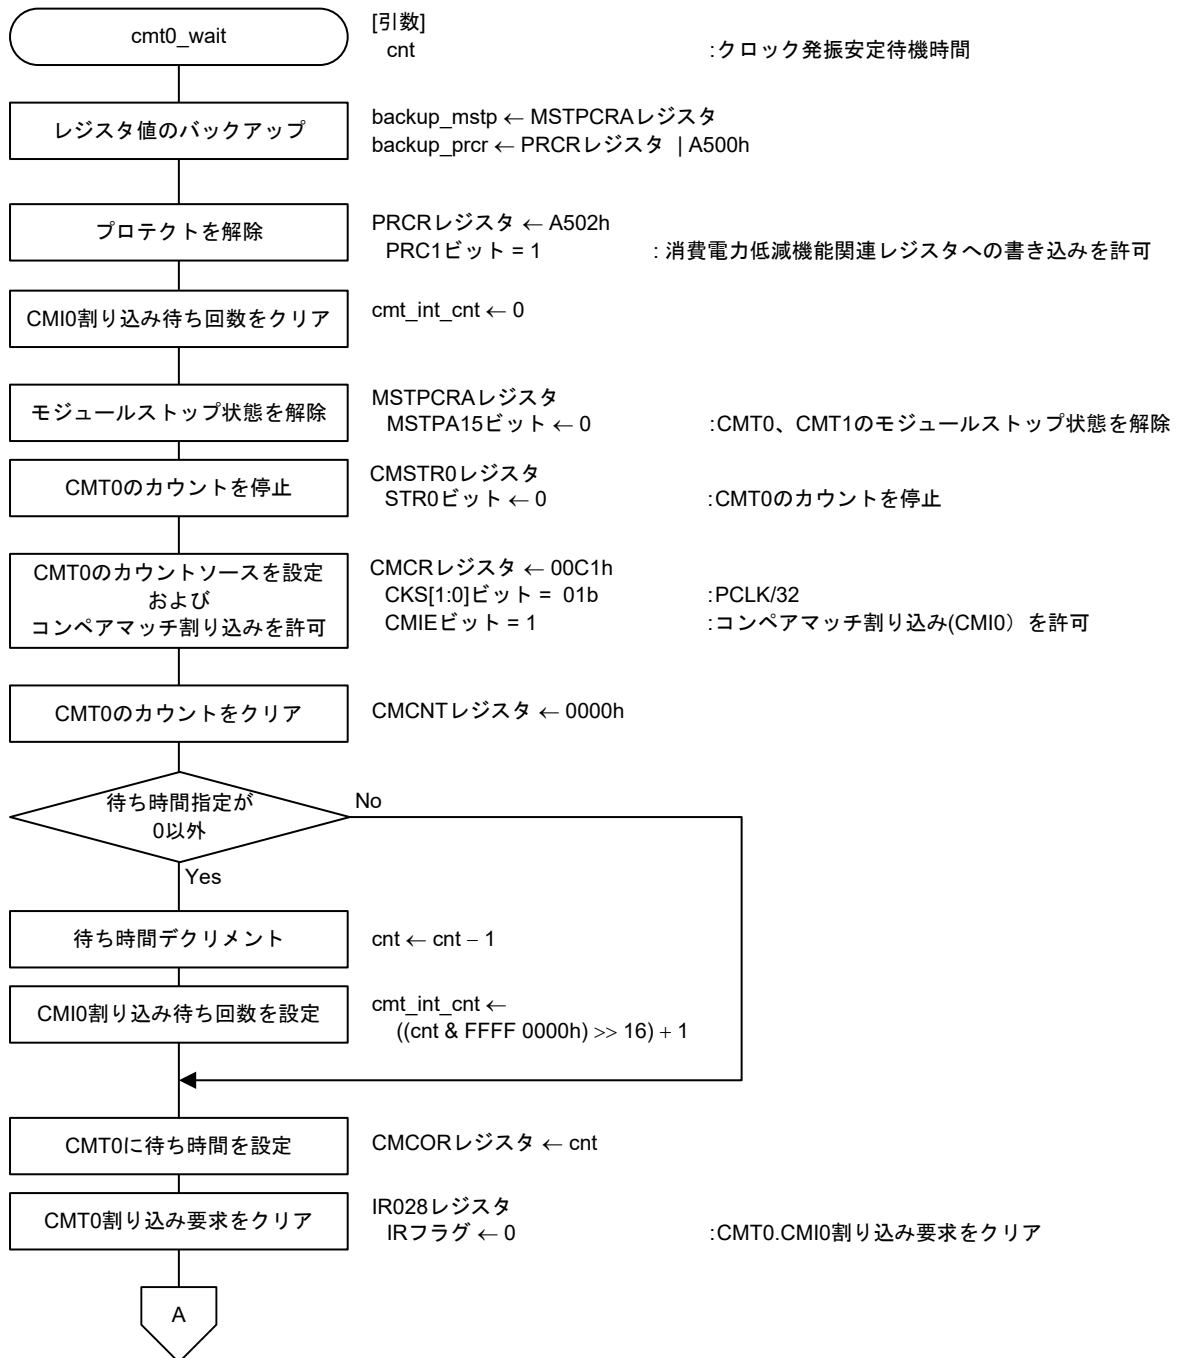 cmt0_wait
[引数]
cnt :クロック発振安定待機時間
レジスタ値のバックアップ
backup_mstp ← MSTPCRAレジスタ
backup_prcr ← PRCRレジスタ | A500h
プロテクトを解除
PRCRレジスタ ← A502h
PRC1ビット = 1 : 消費電力低減機能関連レジスタへの書き込みを許可
CMI0割り込み待ち回数をクリア
cmt_int_cnt ← 0
モジュールストップ状態を解除
MSTPCRAレジスタ
MSTPA15ビット ← 0 :CMT0、CMT1のモジュールストップ状態を解除
CMT0のカウントを停止
CMSTR0レジスタ
STR0ビット ← 0 :CMT0のカウントを停止
CMT0のカウントソースを設定
および
コンペアマッチ割り込みを許可
CMCRレジスタ ← 00C1h
CKS[1:0]ビット = 01b :PCLK/32
CMIEビット = 1 :コンペアマッチ割り込み(CMI0）を許可
CMT0のカウントをクリア
CMCNTレジスタ ← 0000h
待ち時間指定が
0以外
No
Yes
待ち時間デクリメント
cnt ← cnt − 1
CMI0割り込み待ち回数を設定
cmt_int_cnt ←
((cnt & FFFF 0000h) >> 16) + 1
CMT0に待ち時間を設定
CMCORレジスタ ← cnt
CMT0割り込み要求をクリア
IR028レジスタ
IRフラグ ← 0 :CMT0.CMI0割り込み要求をクリア
A